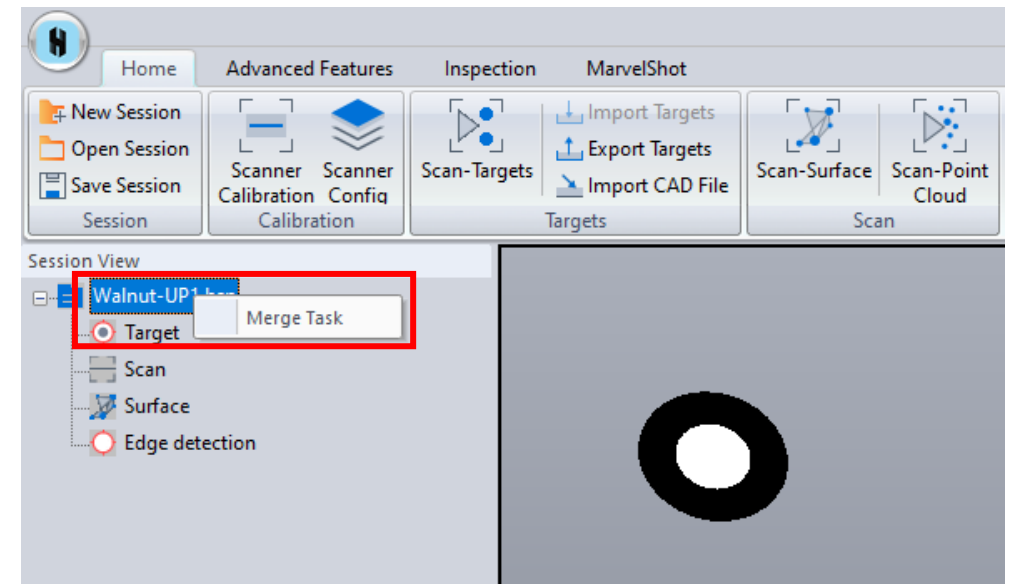 Home Advanced Features Inspection MarvelShot
New Session
Open Session
Save Session
Session
Scanner Calibration
Scanner Config
Calibration
Scan-Targets
Import Targets
Export Targets
Import CAD File
Targets
Scan-Surface
Scan-Point Cloud
Scan
Session View
Walnut-UP1
Merge Task
Target
Scan
Surface
Edge detection